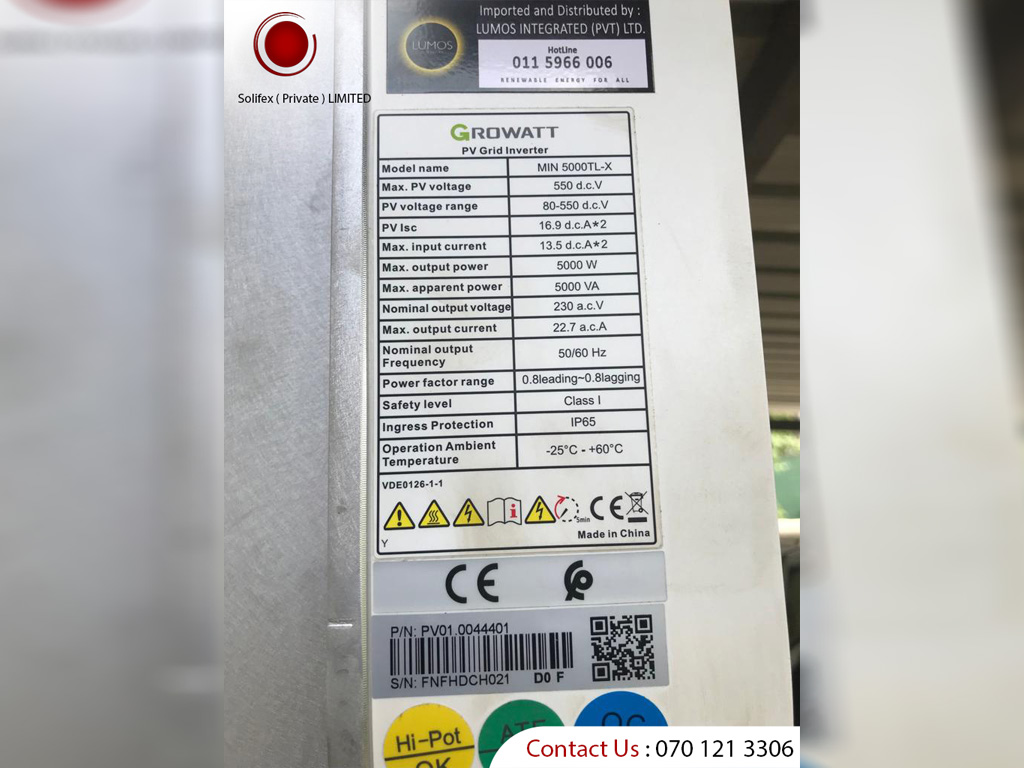 Solifex ( Private ) LIMITED
Imported and Distributed by :
LUMOS INTEGRATED (PVT) LTD.
LUMOS
HotLine
011 5966 006
RENEWABLE ENERGY FOR ALL
GROWATT
PV Grid Inverter
Model name MIN 5000TL-X
Max. PV voltage 550 d.c.V
PV voltage range 80-550 d.c.V
PV Isc 16.9 d.c.A*2
Max. input current 13.5 d.c.A*2
Max. output power 5000 W
Max. apparent power 5000 VA
Nominal output voltage 230 a.c.V
Max. output current 22.7 a.c.A
Nominal output
Frequency 50/60 Hz
Power factor range 0.8leading~0.8lagging
Safety level Class I
Ingress Protection IP65
Operation Ambient
Temperature -25°C - +60°C
VDE0126-1-1
5min CE
Y Made in China
CE
P/N: PV01.0044401
S/N: FNFHDCH021 D0 F
Hi-Pot ATE QC
OK
Contact Us : 070 121 3306